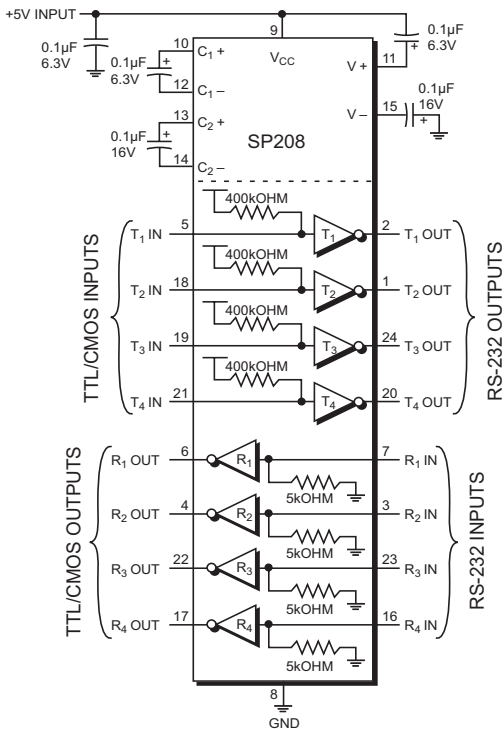 +5V INPUT
0.1µF
6.3V
9
VCC
0.1µF
6.3V
10
C1 +
0.1µF
6.3V
12
C1 –
V +
11
13
C2 +
0.1µF
16V
14
C2 –
V –
15
0.1µF
16V
SP208
TTL/CMOS INPUTS
RS-232 OUTPUTS
400kOHM
T1 IN
5
T1
2
T1 OUT
400kOHM
T2 IN
18
T2
1
T2 OUT
400kOHM
T3 IN
19
T3
24
T3 OUT
400kOHM
T4 IN
21
T4
20
T4 OUT
TTL/CMOS OUTPUTS
RS-232 INPUTS
R1 OUT
6
R1
7
R1 IN
5kOHM
R2 OUT
4
R2
3
R2 IN
5kOHM
R3 OUT
22
R3
23
R3 IN
5kOHM
R4 OUT
17
R4
16
R4 IN
5kOHM
8
GND